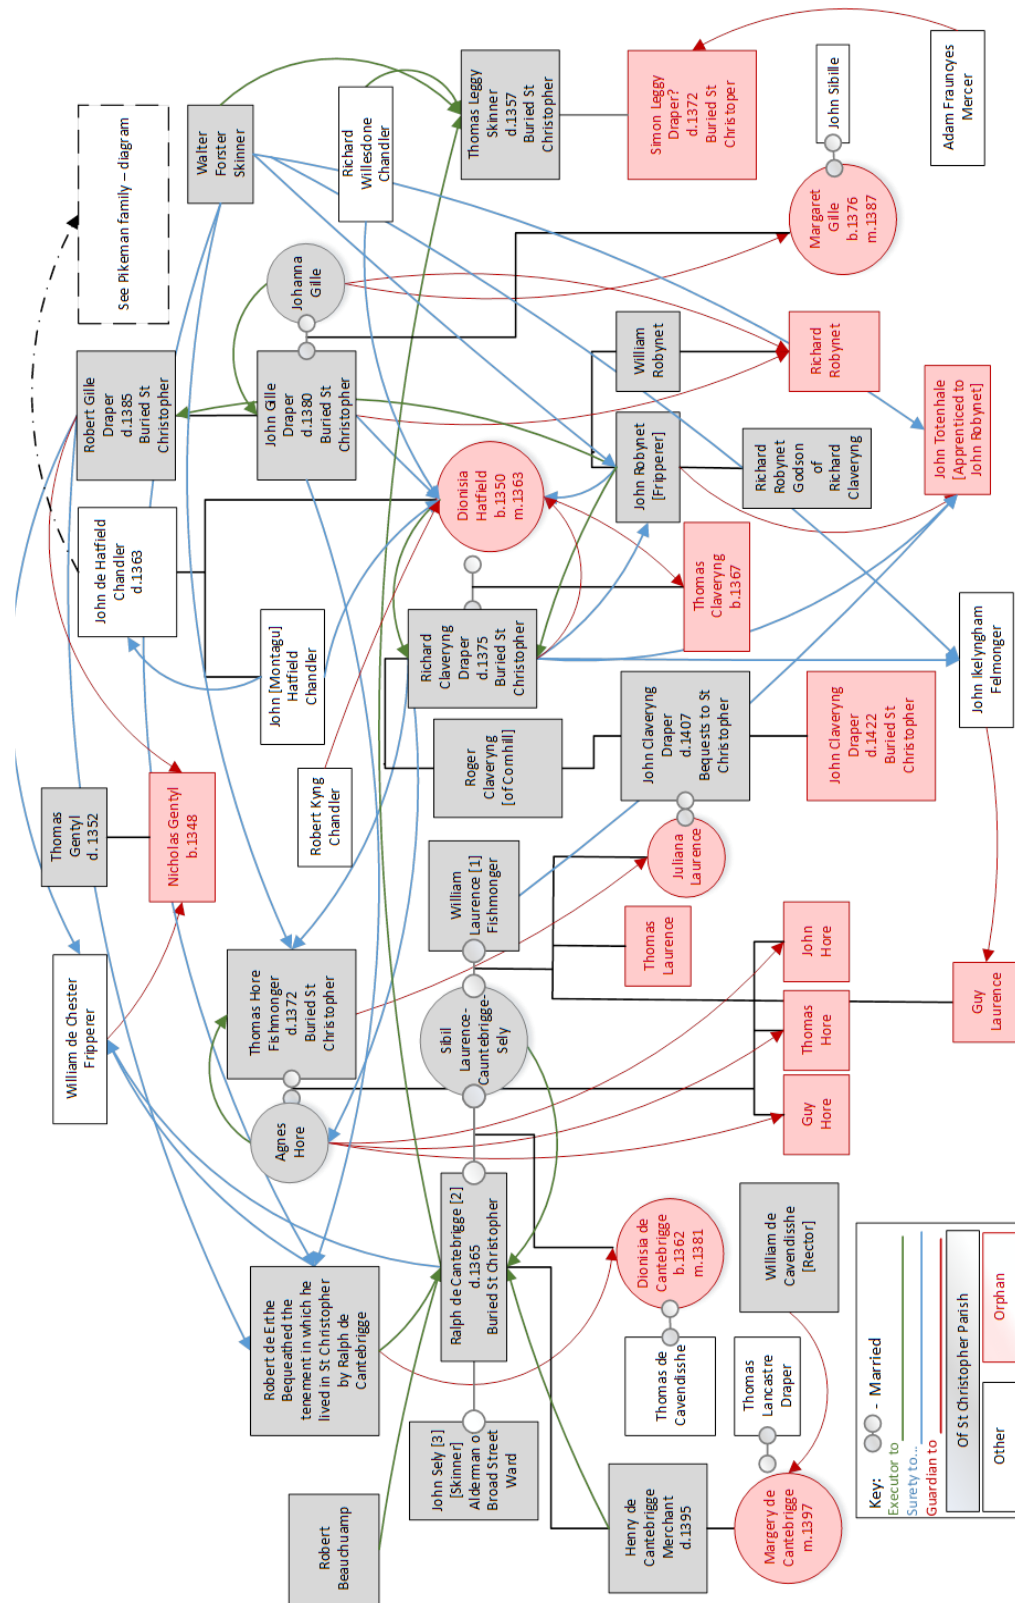 Robert
Beauchuamp
Robert de Erthe
Bequeathed the
tenement in which he
lived in St Christopher
by Ralph de
Cantebrigge
Agnes
Hore
Thomas Hore
Fishmonger
d.1372
Buried St
Christopher
William de Chester
Fripperer
Nicholas Gentyl
b.1348
Thomas
Gentyl
d. 1352
John de Hatfield
Chandler
d.1363
Robert Gille
Draper
d.1385
Buried St
Christopher
See Pikeman family – diagram
Robert Kyng
Chandler
John [Montagu]
Hatfield
Chandler
John Gille
Draper
d.1380
Buried St
Christopher
Johanna
Gille
Walter
Forster
Skinner
Richard
Willesdone
Chandler
John Sely [3]
[Skinner]
Alderman o
Broad Street
Ward
Ralph de Cantebrigge [2]
d.1365
Buried St Christopher
Sibil
Laurence-
Cauntebrigge-
Sely
William
Laurence [1]
Fishmonger
Roger
Claveryng
[of Cornhill]
Richard
Claveryng
Draper
d.1375
Buried St
Christopher
Dionisia
Hatfield
b.1350
m.1363
Thomas Leggy
Skinner
d.1357
Buried St
Christopher
Henry de
Cantebrigge
Merchant
d.1395
Thomas de
Cavendisshe
Dionisia de
Cantebrigge
b.1362
m.1381
Thomas
Laurence
Juliana
Laurence
John Claveryng
Draper
d.1407
Bequests to St
Christopher
Thomas
Claveryng
b.1367
John Robynet
[Fripperer]
William
Robynet
Simon Leggy
Draper?
d.1372
Buried St
Christoper
Margery de
Cantebrigge
m.1397
Thomas
Lancastre
Draper
William de
Cavendisshe
[Rector]
Guy
Hore
Thomas
Hore
John
Hore
John Claveryng
Draper
d.1422
Buried St
Christopher
Richard
Robynet
Godson
of
Richard
Claveryng
Richard
Robynet
Margaret
Gille
b.1376
m.1387
John Sibille
Guy
Laurence
John Ikelyngham
Felmonger
John Totenhale
[Apprenticed to
John Robynet]
Adam Frauncyes
Mercer
Key:
- Married
Executor to
Surety to...
Guardian to
Of St Christopher Parish
Other
Orphan